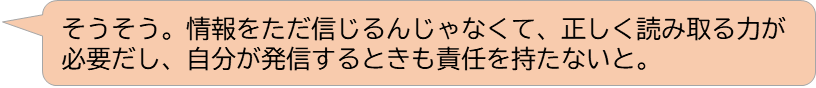 そうそう。情報をただ信じるんじゃなくて、正しく読み取る力が
必要だし、自分が発信するときも責任を持たないと。